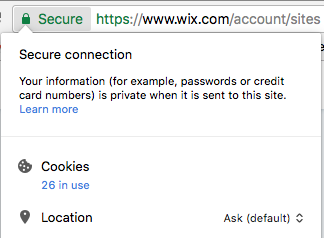 Secure https://www.wix.com/account/sites
Secure connection
Your information (for example, passwords or credit
card numbers) is private when it is sent to this site.
Learn more
Cookies
26 in use
Location Ask (default)